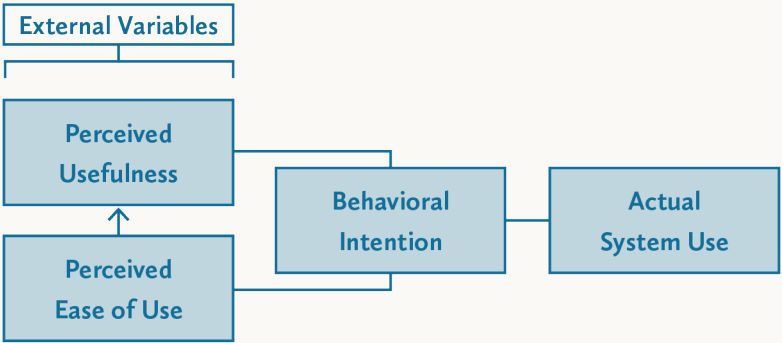 External Variables
Perceived
Usefulness
Behavioral
Intention
Actual
System Use
Perceived
Ease of Use